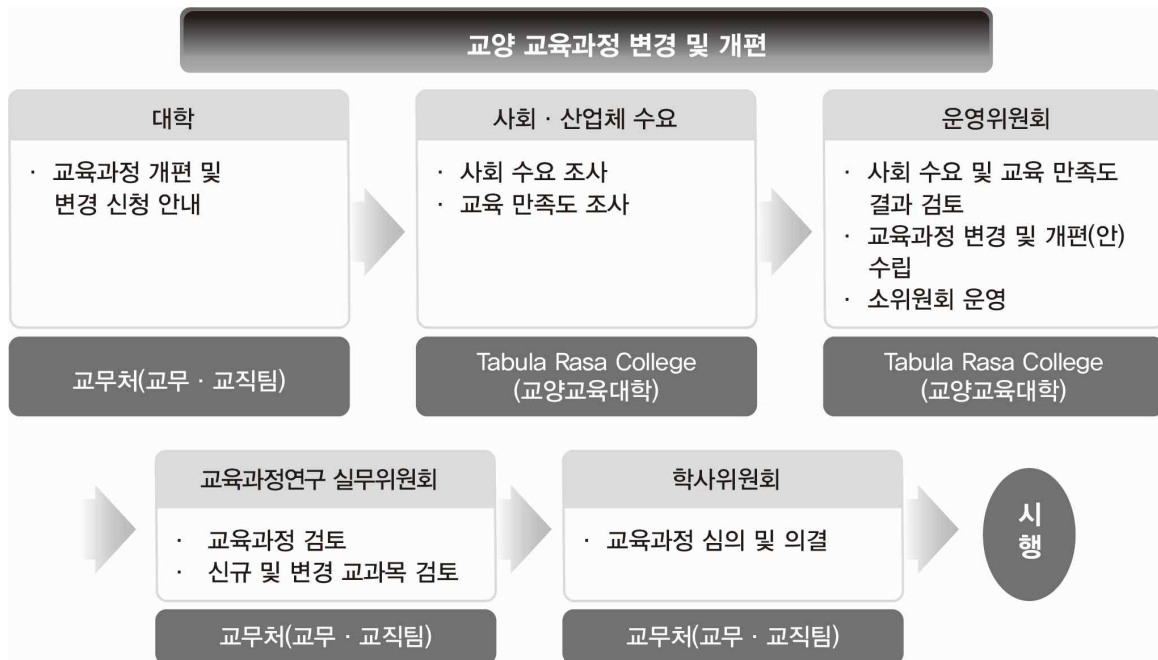 교양 교육과정 변경 및 개편
대학
· 교육과정 개편 및
변경 신청 안내
교무처(교무 · 교직팀)
사회 · 산업체 수요
· 사회 수요 조사
· 교육 만족도 조사
Tabula Rasa College
(교양교육대학)
운영위원회
· 사회 수요 및 교육 만족도
결과 검토
· 교육과정 변경 및 개편(안)
수립
· 소위원회 운영
Tabula Rasa College
(교양교육대학)
교육과정연구 실무위원회
· 교육과정 검토
· 신규 및 변경 교과목 검토
교무처(교무 · 교직팀)
학사위원회
· 교육과정 심의 및 의결
교무처(교무 · 교직팀)
시
행